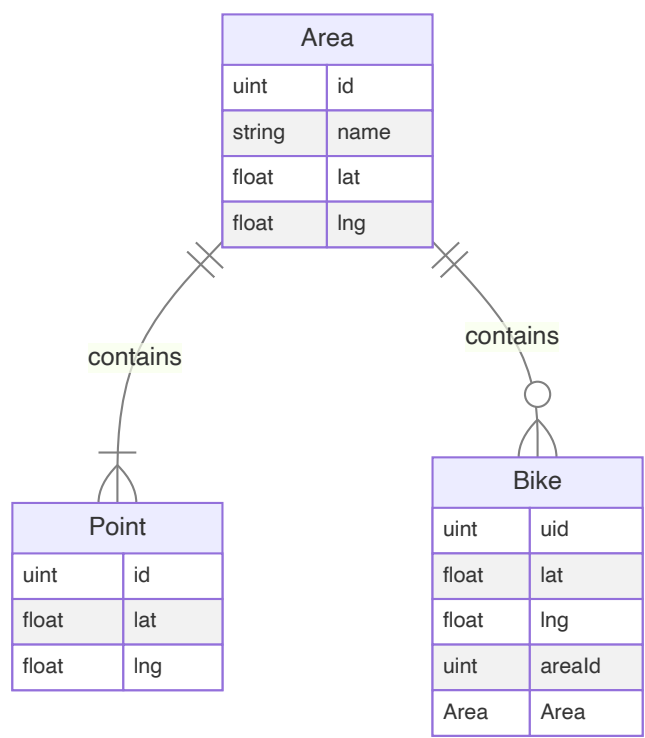 Area
uint id
string name
float lat
float lng
contains
contains
Point
uint id
float lat
float lng
Bike
uint uid
float lat
float lng
uint areaId
Area Area